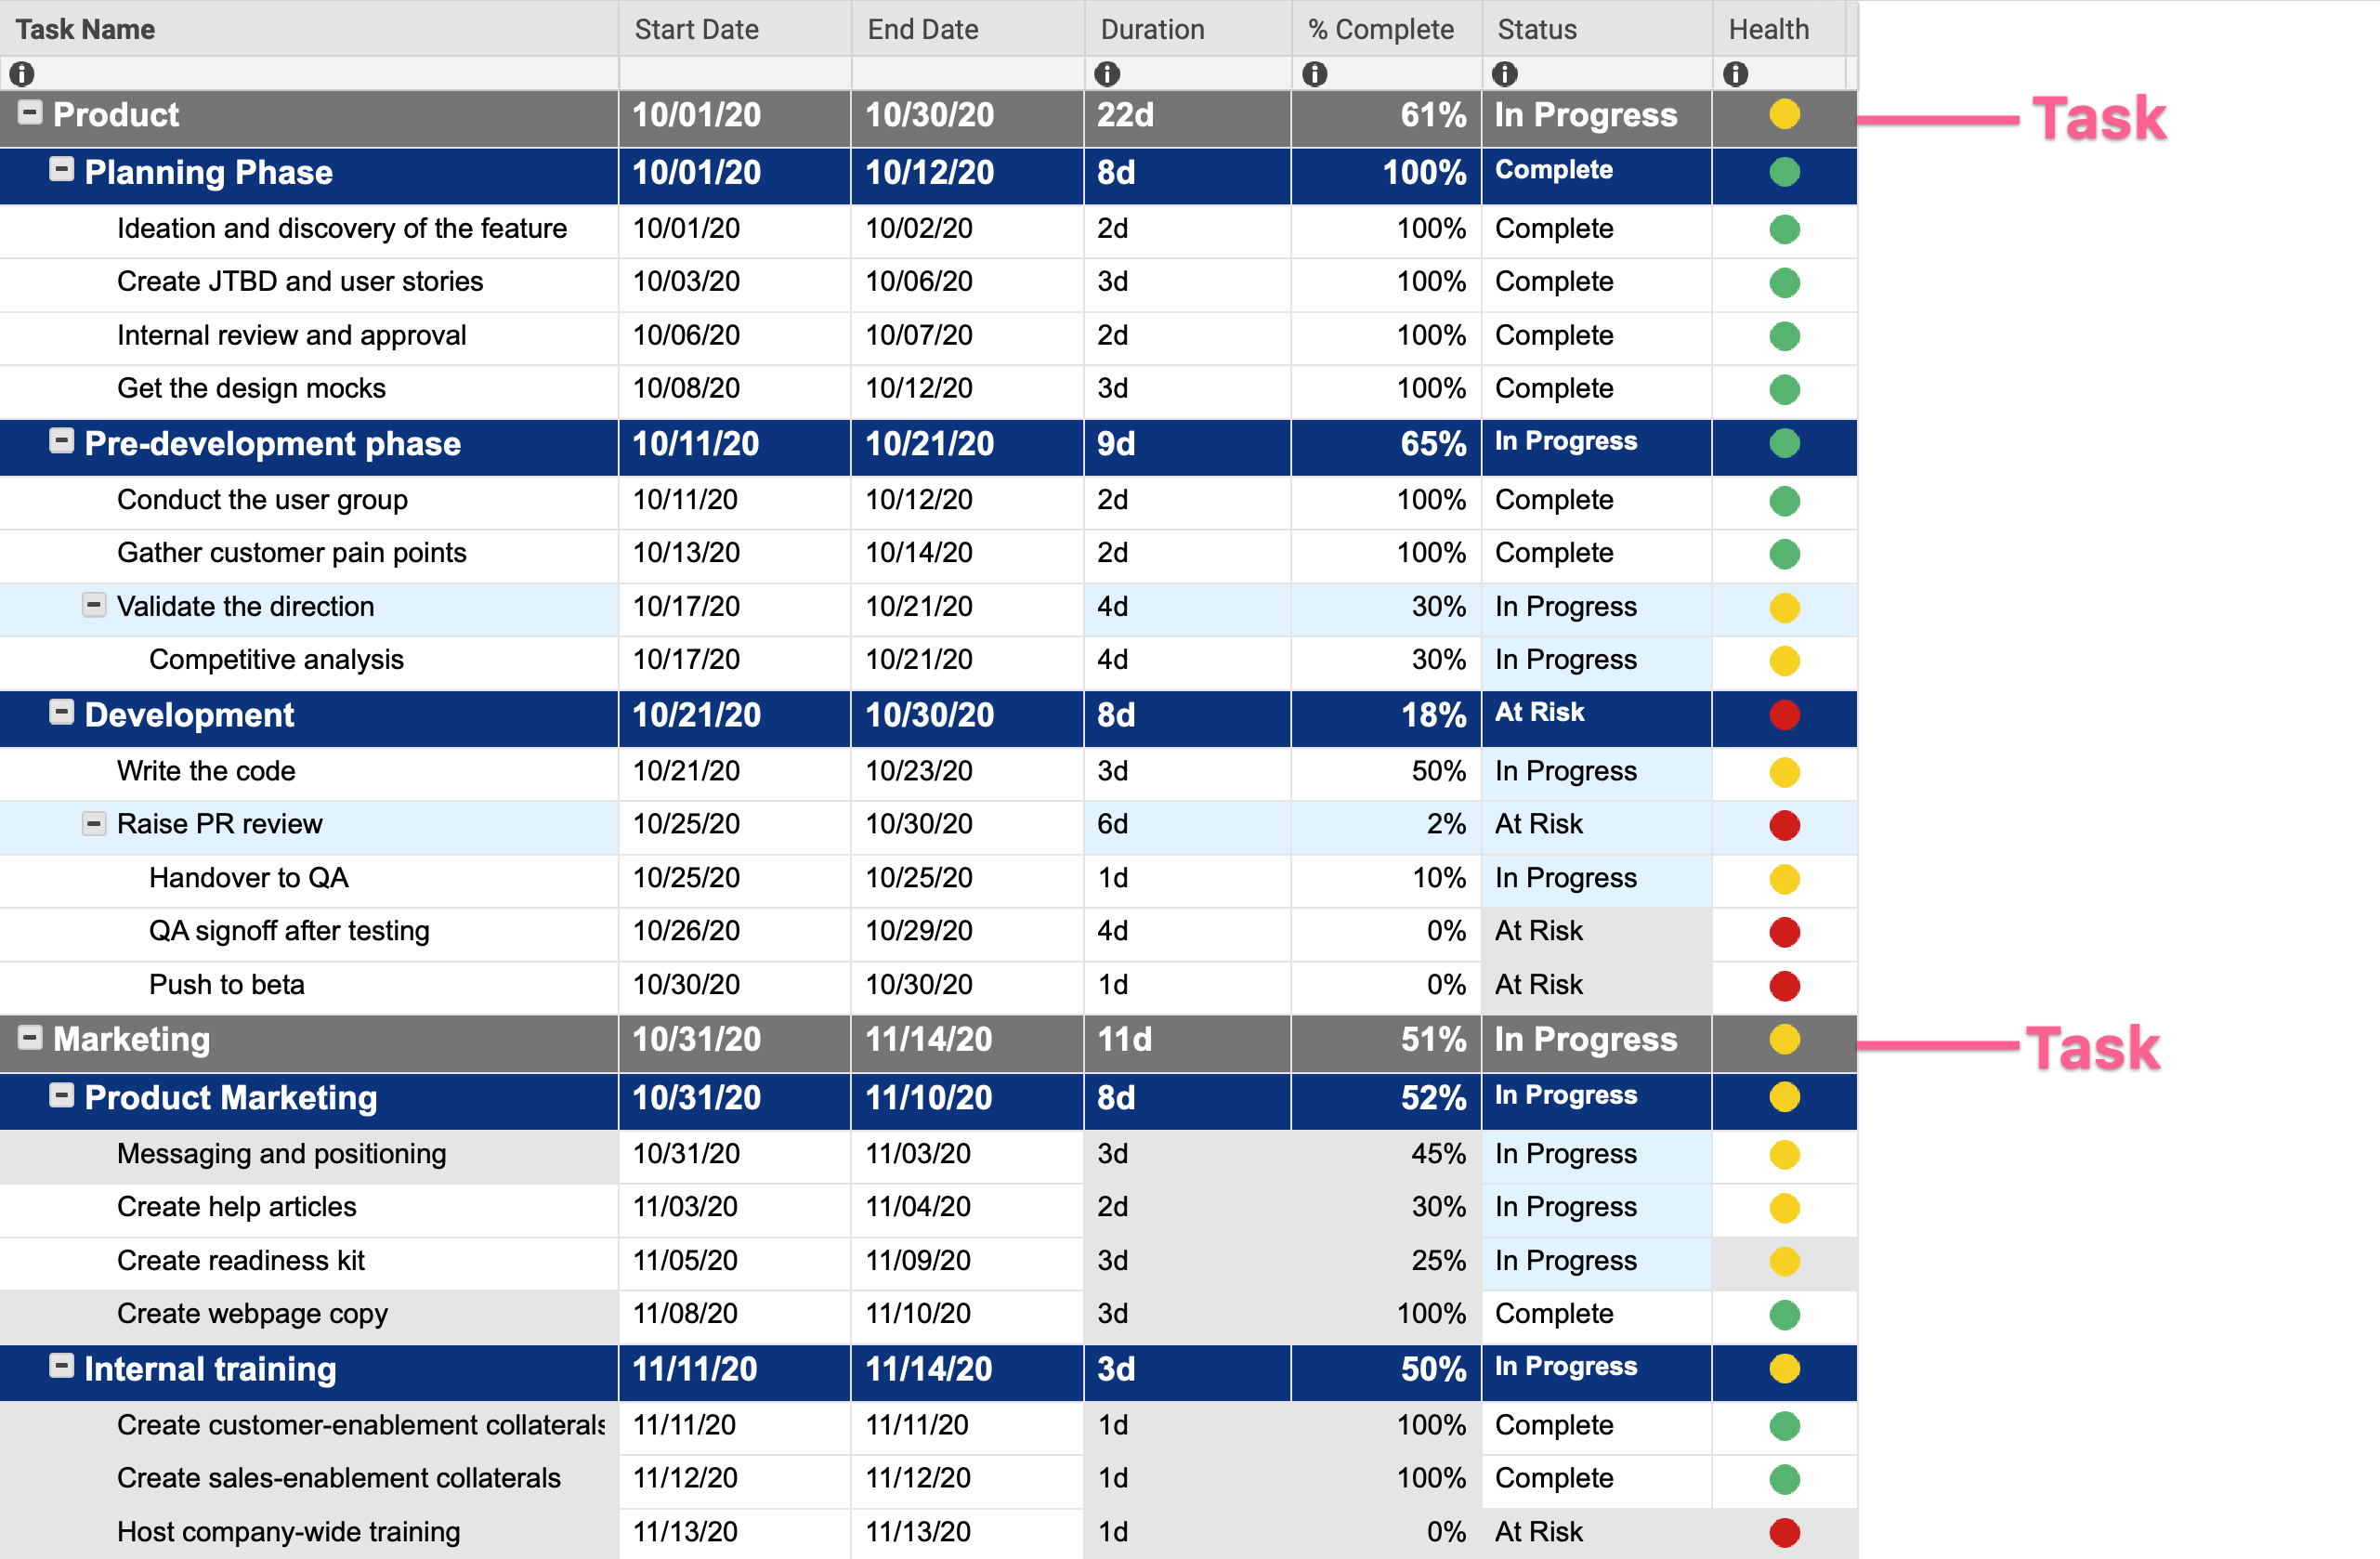 Task Name Start Date End Date Duration % Complete Status Health
Product 10/01/20 10/30/20 22d 61% In Progress Task
Planning Phase 10/01/20 10/12/20 8d 100% Complete
Ideation and discovery of the feature 10/01/20 10/02/20 2d 100% Complete
Create JTBD and user stories 10/03/20 10/06/20 3d 100% Complete
Internal review and approval 10/06/20 10/07/20 2d 100% Complete
Get the design mocks 10/08/20 10/12/20 3d 100% Complete
Pre-development phase 10/11/20 10/21/20 9d 65% In Progress
Conduct the user group 10/11/20 10/12/20 2d 100% Complete
Gather customer pain points 10/13/20 10/14/20 2d 100% Complete
Validate the direction 10/17/20 10/21/20 4d 30% In Progress
Competitive analysis 10/17/20 10/21/20 4d 30% In Progress
Development 10/21/20 10/30/20 8d 18% At Risk
Write the code 10/21/20 10/23/20 3d 50% In Progress
Raise PR review 10/25/20 10/30/20 6d 2% At Risk
Handover to QA 10/25/20 10/25/20 1d 10% In Progress
QA signoff after testing 10/26/20 10/29/20 4d 0% At Risk
Push to beta 10/30/20 10/30/20 1d 0% At Risk
Marketing 10/31/20 11/14/20 11d 51% In Progress Task
Product Marketing 10/31/20 11/10/20 8d 52% In Progress
Messaging and positioning 10/31/20 11/03/20 3d 45% In Progress
Create help articles 11/03/20 11/04/20 2d 30% In Progress
Create readiness kit 11/05/20 11/09/20 3d 25% In Progress
Create webpage copy 11/08/20 11/10/20 3d 100% Complete
Internal training 11/11/20 11/14/20 3d 50% In Progress
Create customer-enablement collaterals 11/11/20 11/11/20 1d 100% Complete
Create sales-enablement collaterals 11/12/20 11/12/20 1d 100% Complete
Host company-wide training 11/13/20 11/13/20 1d 0% At Risk